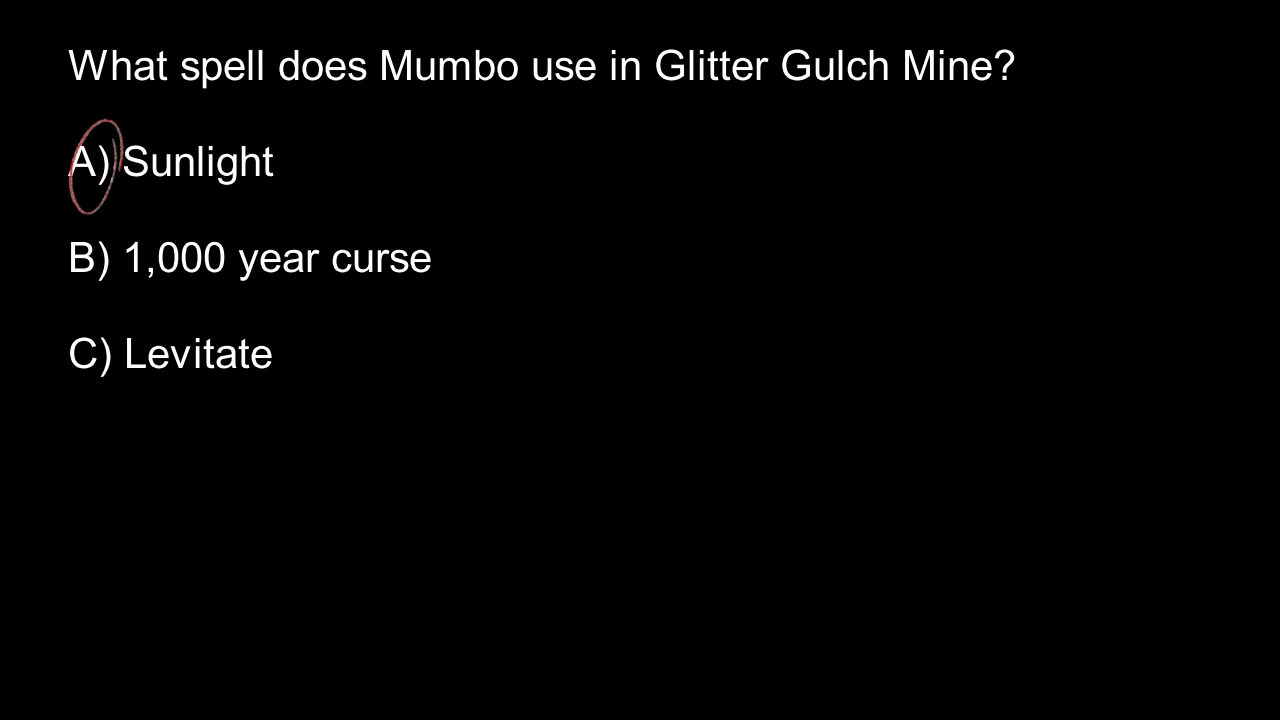 What spell does Mumbo use in Glitter Gulch Mine?
A) Sunlight
B) 1,000 year curse
C) Levitate